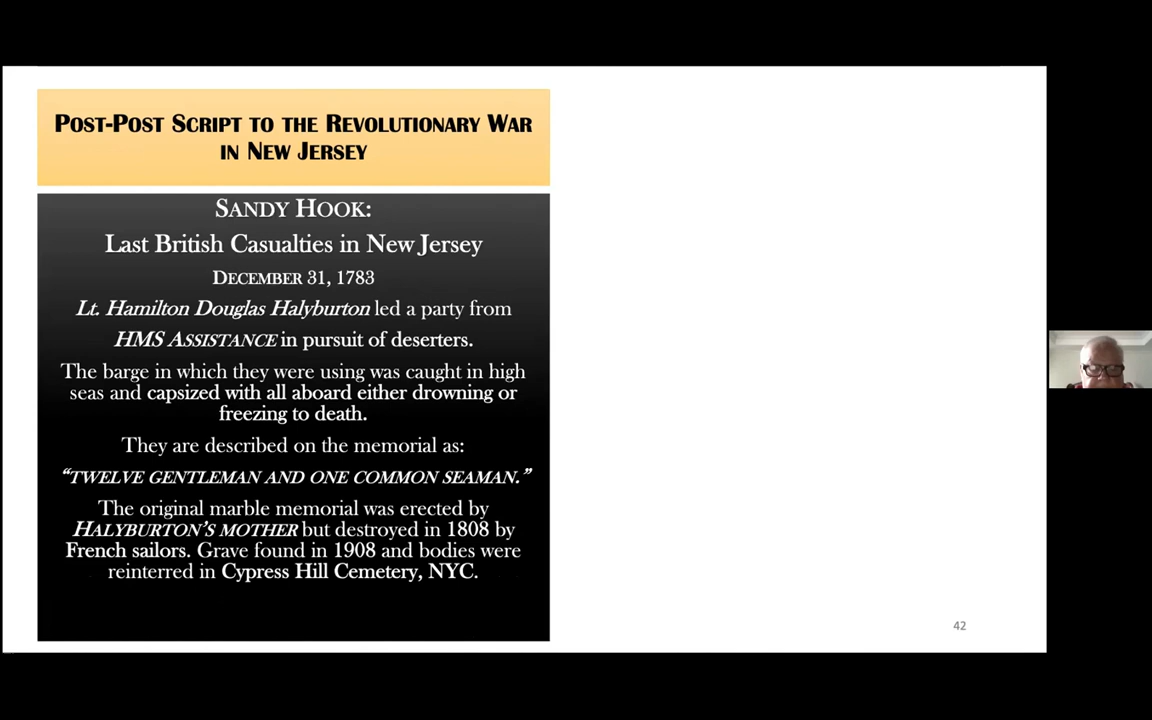 POST-POST SCRIPT TO THE REVOLUTIONARY WAR
IN NEW JERSEY
SANDY HOOK:
Last British Casualties in New Jersey
DECEMBER 31, 1783
Lt. Hamilton Douglas Halyburton led a party from
HMS ASSISTANCE in pursuit of deserters.
The barge in which they were using was caught in high
seas and capsized with all aboard either drowning or
freezing to death.
They are described on the memorial as:
“TWELVE GENTLEMAN AND ONE COMMON SEAMAN.”
The original marble memorial was erected by
HALYBURTON'S MOTHER but destroyed in 1808 by
French sailors. Grave found in 1908 and bodies were
reinterred in Cypress Hill Cemetery, NYC.
42